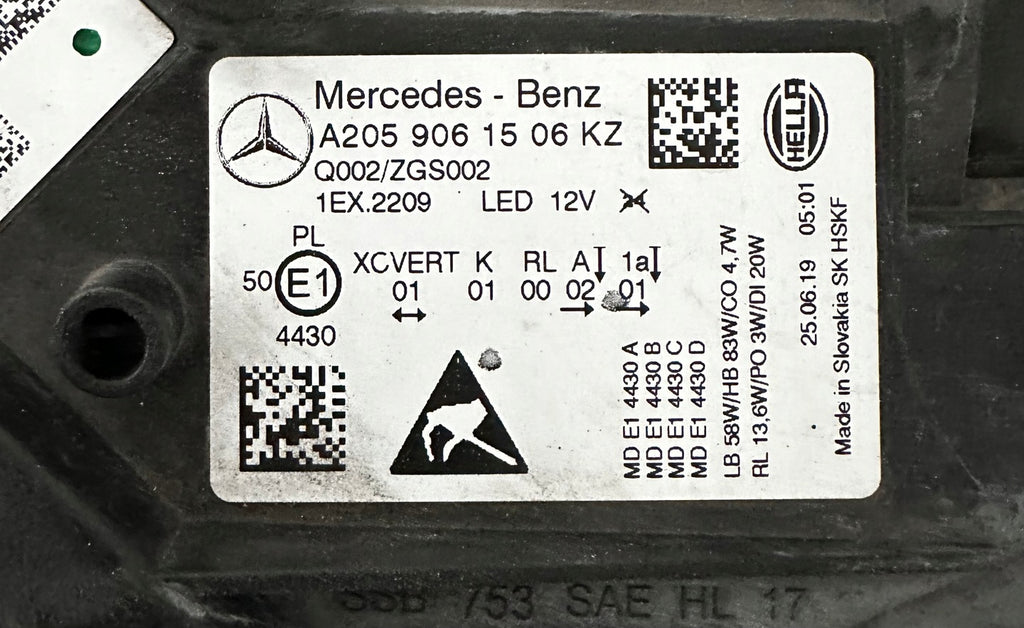 Mercedes - Benz
A205 906 15 06 KZ
Q002/ZGS002
1EX.2209 LED 12V
HELLA
PL
50 E1
4430
XCVERT K RL A 1a
01 01 00 02 01
MD E1 4430 A
MD E1 4430 B
MD E1 4430 C
MD E1 4430 D
LB 58W/HB 83W/CO 4,7W
RL 13,6W/PO 3W/DI 20W
25.06.19 05:01
Made in Slovakia SK HSKF
753 SAE HL 17